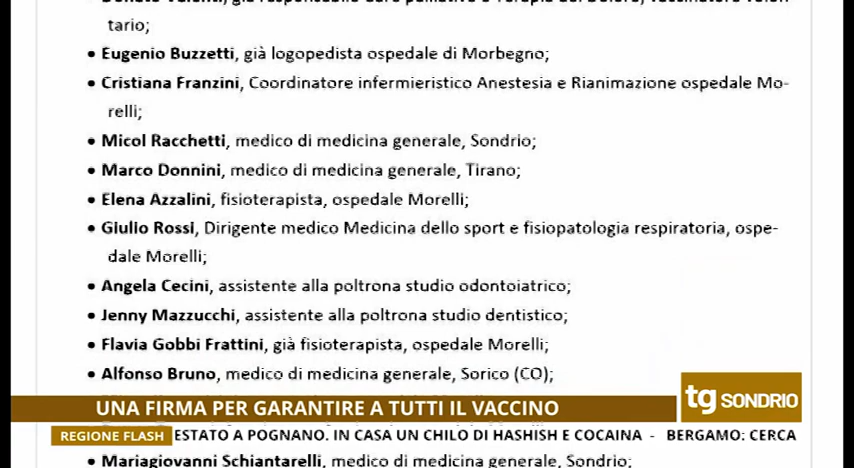 tario;
• Eugenio Buzzetti, già logopedista ospedale di Morbegno;
• Cristiana Franzini, Coordinatore infermieristico Anestesia e Rianimazione ospedale Mo-
relli;
• Micol Racchetti, medico di medicina generale, Sondrio;
• Marco Donnini, medico di medicina generale, Tirano;
• Elena Azzalini, fisioterapista, ospedale Morelli;
• Giulio Rossi, Dirigente medico Medicina dello sport e fisiopatologia respiratoria, ospe-
dale Morelli;
• Angela Cecini, assistente alla poltrona studio odontoiatrico;
• Jenny Mazzucchi, assistente alla poltrona studio dentistico;
• Flavia Gobbi Frattini, già fisioterapista, ospedale Morelli;
• Alfonso Bruno, medico di medicina generale, Sorico (CO);
UNA FIRMA PER GARANTIRE A TUTTI IL VACCINO
tg SONDRIO
REGIONE FLASH ESTATO A POGNANO. IN CASA UN CHILO DI HASHISH E COCAINA - BERGAMO: CERCA
• Mariagiovanni Schiantarelli, medico di medicina generale, Sondrio;